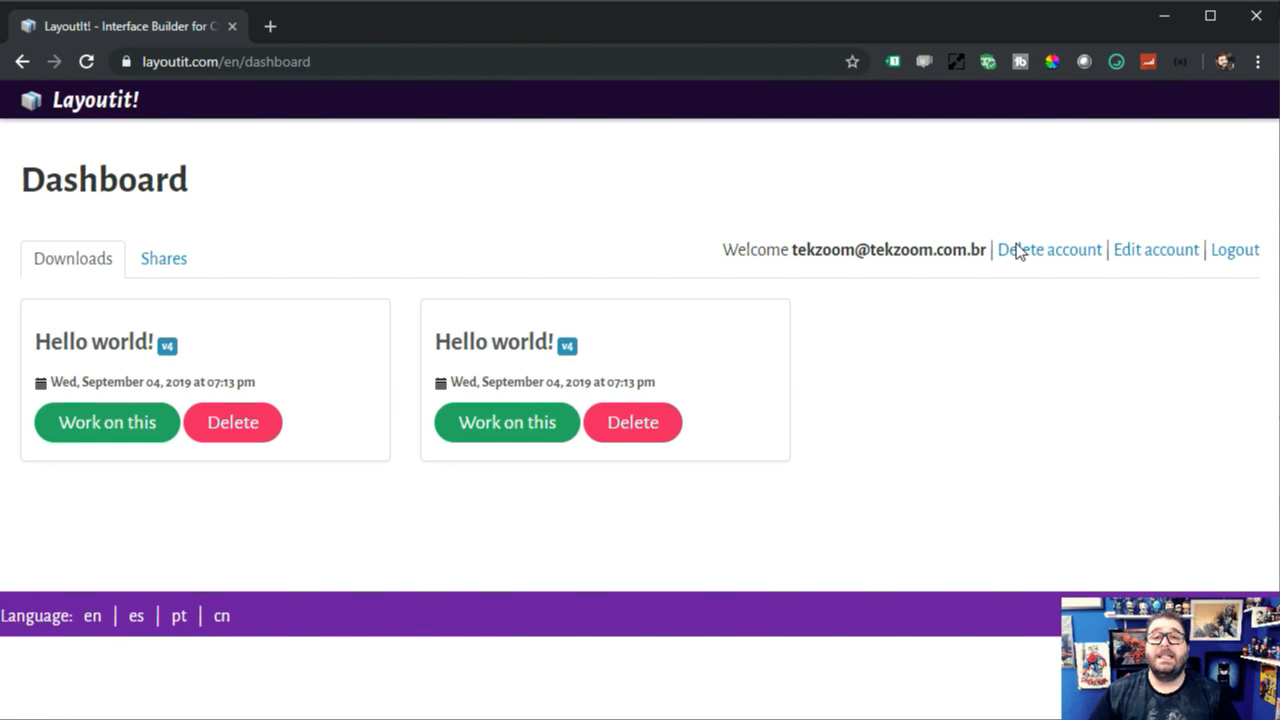 LayoutIt! - Interface Builder for C
layoutit.com/en/dashboard
Layoutit!
Dashboard
Downloads
Shares
Welcome tekzoom@tekzoom.com.br | Delete account | Edit account | Logout
Hello world! v4
Wed, September 04, 2019 at 07:13 pm
Work on this
Delete
Hello world! v4
Wed, September 04, 2019 at 07:13 pm
Work on this
Delete
Language: en | es | pt | cn